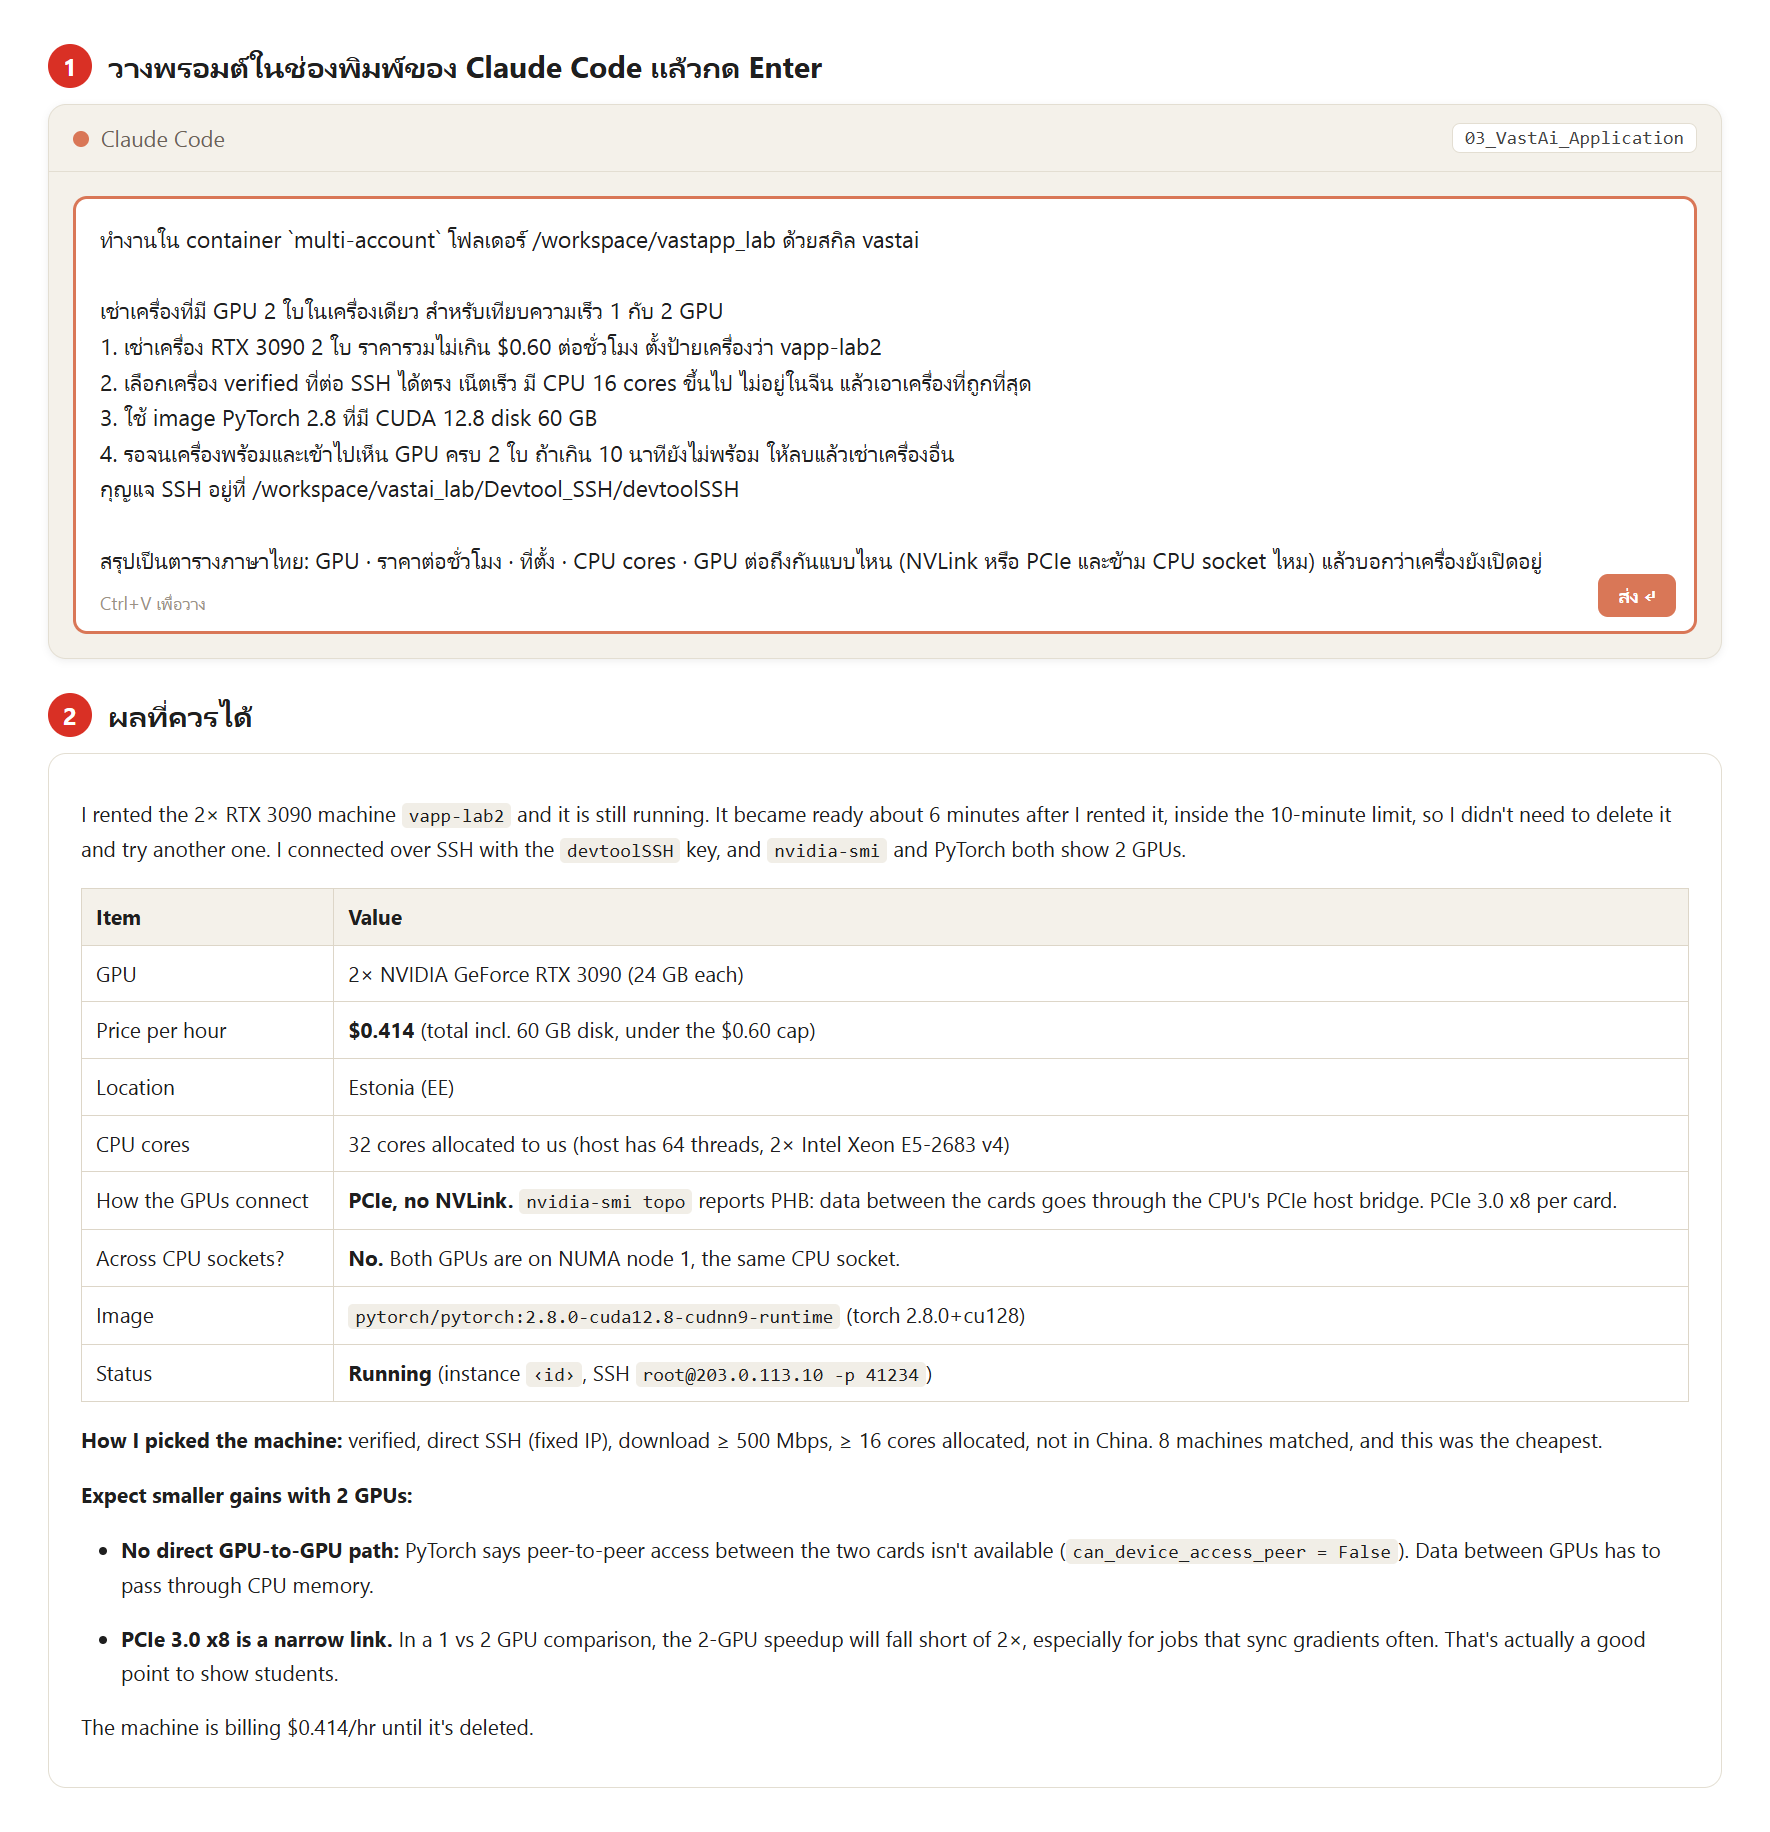 1 วางพรอมต์ในช่องพิมพ์ของ Claude Code แล้วกด Enter
Claude Code
03_VastAi_Application
ทำงานใน container `multi-account` โฟลเดอร์ /workspace/vastapp_lab ด้วยสกิล vastai
เช่าเครื่องที่มี GPU 2 ใบในเครื่องเดียว สำหรับเทียบความเร็ว 1 กับ 2 GPU
1. เช่าเครื่อง RTX 3090 2 ใบ ราคารวมไม่เกิน $0.60 ต่อชั่วโมง ตั้งป้ายเครื่องว่า vapp-lab2
2. เลือกเครื่อง verified ที่ต่อ SSH ได้ตรง เน็ตเร็ว มี CPU 16 cores ขึ้นไป ไม่อยู่ในจีน แล้วเอาเครื่องที่ถูกที่สุด
3. ใช้ image PyTorch 2.8 ที่มี CUDA 12.8 disk 60 GB
4. รอจนเครื่องพร้อมและเข้าไปเห็น GPU ครบ 2 ใบ ถ้าเกิน 10 นาทียังไม่พร้อม ให้ลบแล้วเช่าเครื่องอื่น
กุญแจ SSH อยู่ที่ /workspace/vastai_lab/Devtool_SSH/devtoolSSH
สรุปเป็นตารางภาษาไทย: GPU · ราคาต่อชั่วโมง · ที่ตั้ง · CPU cores · GPU ต่อถึงกันแบบไหน (NVLink หรือ PCIe และข้าม CPU socket ไหม) แล้วบอกว่าเครื่องยังเปิดอยู่
Ctrl+V เพื่อวาง
ส่ง ⏎
2 ผลที่ควรได้
I rented the 2× RTX 3090 machine vapp-lab2 and it is still running. It became ready about 6 minutes after I rented it, inside the 10-minute limit, so I didn't need to delete it
and try another one. I connected over SSH with the devtoolSSH key, and nvidia-smi and PyTorch both show 2 GPUs.
Item Value
GPU 2× NVIDIA GeForce RTX 3090 (24 GB each)
Price per hour $0.414 (total incl. 60 GB disk, under the $0.60 cap)
Location Estonia (EE)
CPU cores 32 cores allocated to us (host has 64 threads, 2× Intel Xeon E5-2683 v4)
How the GPUs connect PCIe, no NVLink. nvidia-smi topo reports PHB: data between the cards goes through the CPU's PCIe host bridge. PCIe 3.0 x8 per card.
Across CPU sockets? No. Both GPUs are on NUMA node 1, the same CPU socket.
Image pytorch/pytorch:2.8.0-cuda12.8-cudnn9-runtime (torch 2.8.0+cu128)
Status Running (instance ‹id›, SSH root@203.0.113.10 -p 41234)
How I picked the machine: verified, direct SSH (fixed IP), download ≥ 500 Mbps, ≥ 16 cores allocated, not in China. 8 machines matched, and this was the cheapest.
Expect smaller gains with 2 GPUs:
• No direct GPU-to-GPU path: PyTorch says peer-to-peer access between the two cards isn't available (can_device_access_peer = False). Data between GPUs has to
pass through CPU memory.
• PCIe 3.0 x8 is a narrow link. In a 1 vs 2 GPU comparison, the 2-GPU speedup will fall short of 2×, especially for jobs that sync gradients often. That's actually a good
point to show students.
The machine is billing $0.414/hr until it's deleted.